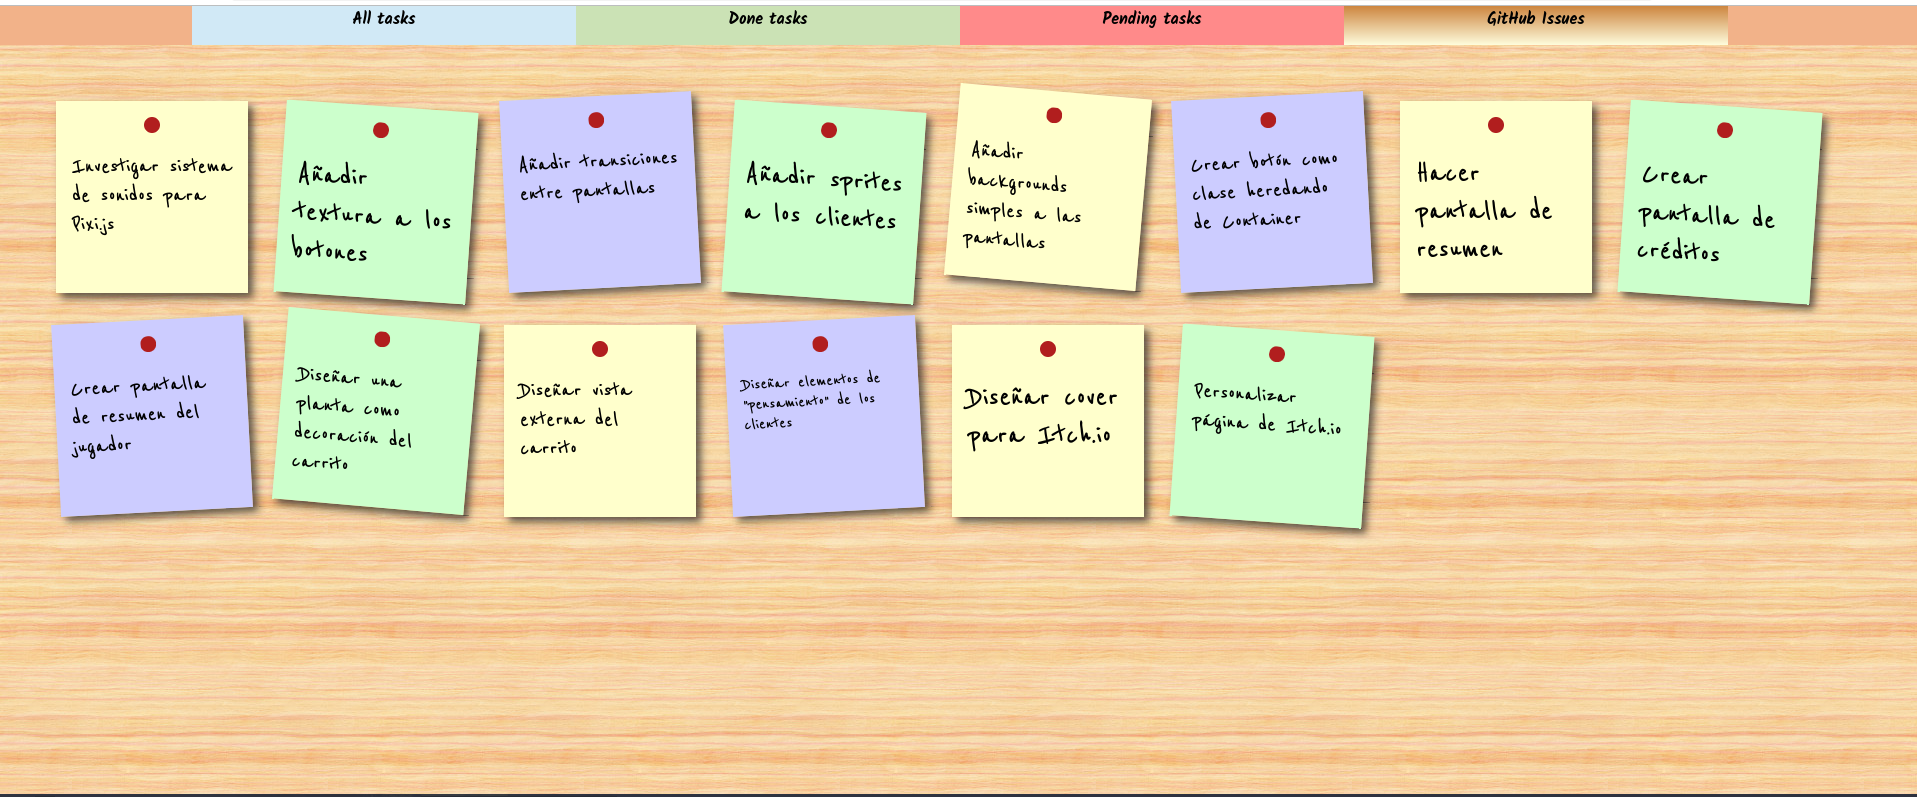 All tasks
Done tasks
Pending tasks
GitHub Issues
Investigar sistema
de sonidos para
Pixi.js
Añadir
textura a los
botones
Añadir transiciones
entre pantallas
Añadir sprites
a los clientes
Añadir
backgrounds
simples a las
pantallas
Crear botón como
clase heredando
de Container
Hacer
pantalla de
resumen
Crear
pantalla de
créditos
Crear pantalla
de resumen del
jugador
Diseñar una
planta como
decoración del
carrito
Diseñar vista
externa del
carrito
Diseñar elementos de
"pensamiento" de los
clientes
Diseñar cover
para Itch.io
Personalizar
página de Itch.io